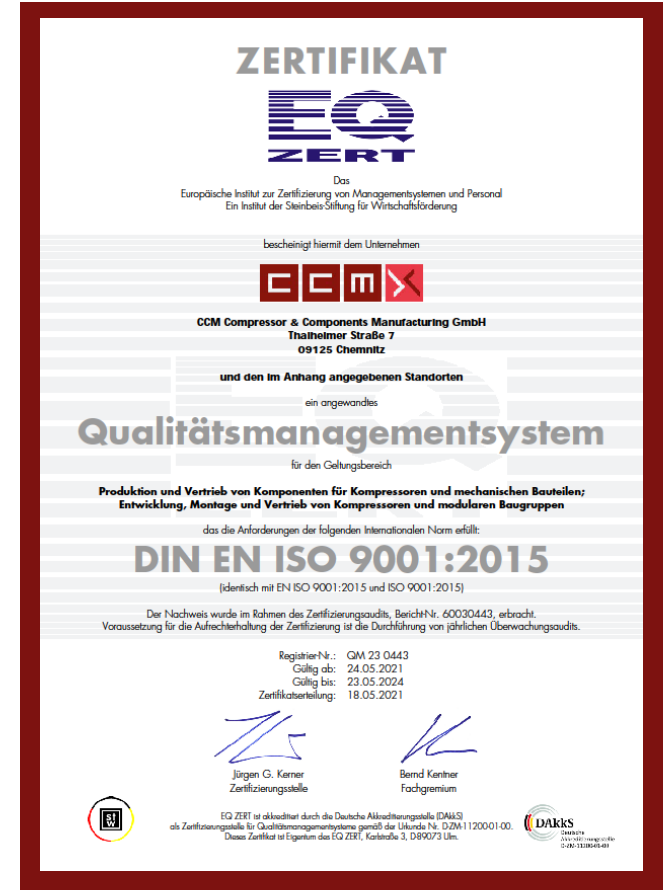 ZERTIFIKAT
EQ
ZERT
Das
Europäische Institut zur Zertifizierung von Managementsystemen und Personal
Ein Institut der Steinbeis-Stiftung für Wirtschaftsförderung
bescheinigt hiermit dem Unternehmen
CCM
CCM Compressor & Components Manufacturing GmbH
Thalheimer Straße 7
09125 Chemnitz
und den im Anhang angegebenen Standorten
ein angewandtes
Qualitätsmanagementsystem
für den Geltungsbereich
Produktion und Vertrieb von Komponenten für Kompressoren und mechanischen Bauteilen;
Entwicklung, Montage und Vertrieb von Kompressoren und modularen Baugruppen
das die Anforderungen der folgenden Internationalen Norm erfüllt:
DIN EN ISO 9001:2015
(identisch mit EN ISO 9001:2015 und ISO 9001:2015)
Der Nachweis wurde im Rahmen des Zertifizierungsaudits, Bericht-Nr. 60030443, erbracht.
Voraussetzung für die Aufrechterhaltung der Zertifizierung ist die Durchführung von jährlichen Überwachungsaudits.
Registrier-Nr.: QM 23 0443
Gültig ab: 24.05.2021
Gültig bis: 23.05.2024
Zertifikatserteilung: 18.05.2021
Jürgen G. Kerner Bernd Kentner
Zertifizierungsstelle Fachgremium
STW
EQ ZERT ist akkreditiert durch die Deutsche Akkreditierungsstelle (DAkkS)
als Zertifizierungsstelle für Qualitätsmanagementsysteme gemäß der Urkunde Nr. D-ZM-11200-01-00.
Dieses Zertifikat ist Eigentum des EQ ZERT, Karlstraße 3, D-89073 Ulm.
DAkkS
Deutsche
Akkreditierungsstelle
D-ZM-11200-01-00